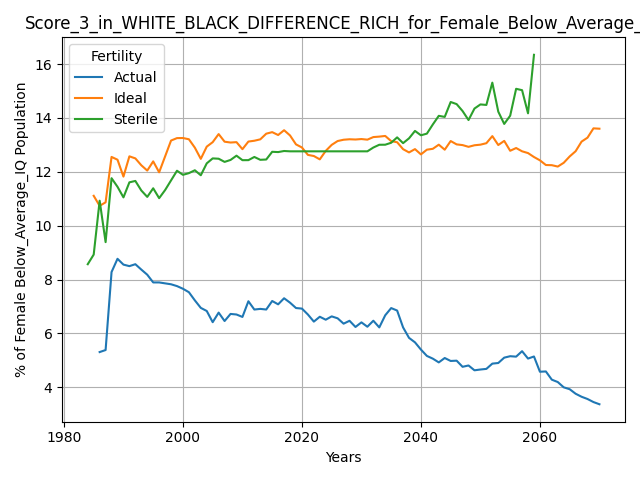 Score_3_in_WHITE_BLACK_DIFFERENCE_RICH_for_Female_Below_Average_
Fertility
Actual
Ideal
Sterile
% of Female Below_Average_IQ Population
16
14
12
10
8
6
4
1980
2000
2020
2040
2060
Years